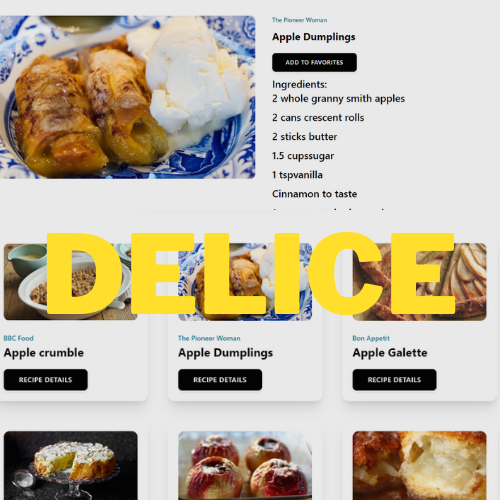 The Pioneer Woman
Apple Dumplings
ADD TO FAVORITES
Ingredients:
2 whole granny smith apples
2 cans crescent rolls
2 sticks butter
1.5 cupssugar
1 tspvanilla
Cinnamon to taste
DELICE
BBC Food
Apple crumble
RECIPE DETAILS
The Pioneer Woman
Apple Dumplings
RECIPE DETAILS
Bon Appetit
Apple Galette
RECIPE DETAILS